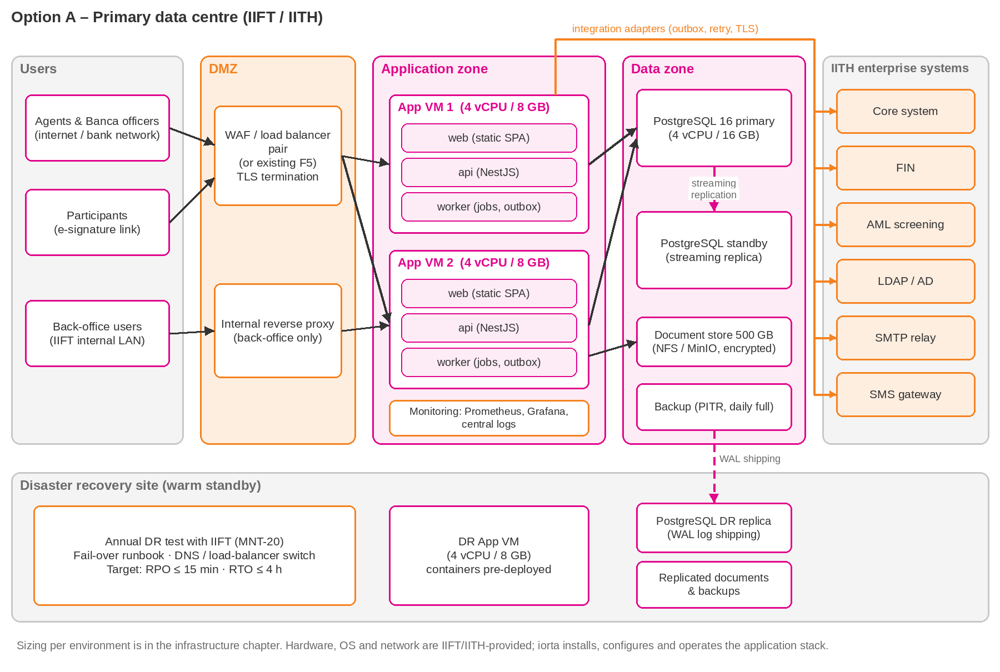 Option A – Primary data centre (IIFT / IITH)
integration adapters (outbox, retry, TLS)
Users
Agents & Banca officers
(internet / bank network)
Participants
(e-signature link)
Back-office users
(IIFT internal LAN)
DMZ
WAF / load balancer
pair
(or existing F5)
TLS termination
Internal reverse proxy
(back-office only)
Application zone
App VM 1  (4 vCPU / 8 GB)
web (static SPA)
api (NestJS)
worker (jobs, outbox)
App VM 2  (4 vCPU / 8 GB)
web (static SPA)
api (NestJS)
worker (jobs, outbox)
Monitoring: Prometheus, Grafana,
central logs
Data zone
PostgreSQL 16 primary
(4 vCPU / 16 GB)
streaming
replication
PostgreSQL standby
(streaming replica)
Document store 500 GB
(NFS / MinIO, encrypted)
Backup (PITR, daily full)
WAL shipping
IITH enterprise systems
Core system
FIN
AML screening
LDAP / AD
SMTP relay
SMS gateway
Disaster recovery site (warm standby)
Annual DR test with IIFT (MNT-20)
Fail-over runbook · DNS / load-balancer switch
Target: RPO ≤ 15 min · RTO ≤ 4 h
DR App VM
(4 vCPU / 8 GB)
containers pre-deployed
PostgreSQL DR replica
(WAL log shipping)
Replicated documents
& backups
Sizing per environment is in the infrastructure chapter. Hardware, OS and network are IIFT/IITH-provided; iorta installs, configures and operates the application stack.